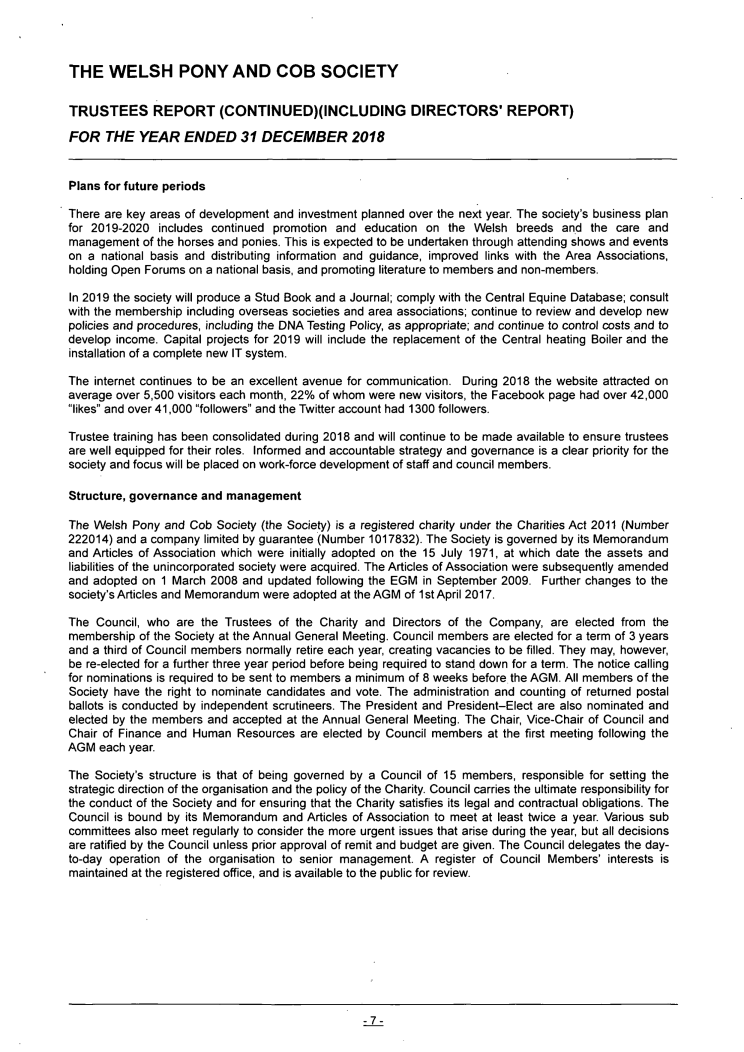 THE WELSH PONY AND COB SOCIETY
TRUSTEES REPORT (CONTINUED)(INCLUDING DIRECTORS' REPORT)
FOR THE YEAR ENDED 31 DECEMBER 2018
Plans for future periods
There are key areas of development and investment planned over the next year. The society's business plan
for 2019-2020 includes continued promotion and education on the Welsh breeds and the care and
management of the horses and ponies. This is expected to be undertaken through attending shows and events
on a national basis and distributing information and guidance, improved links with the Area Associations,
holding Open Forums on a national basis, and promoting literature to members and non-members.
In 2019 the society will produce a Stud Book and a Journal; comply with the Central Equine Database; consult
with the membership including overseas societies and area associations; continue to review and develop new
policies and procedures, including the DNA Testing Policy, as appropriate; and continue to control costs and to
develop income. Capital projects for 2019 will include the replacement of the Central heating Boiler and the
installation of a complete new IT system.
The internet continues to be an excellent avenue for communication. During 2018 the website attracted on
average over 5,500 visitors each month, 22% of whom were new visitors, the Facebook page had over 42,000
“likes” and over 41,000 “followers” and the Twitter account had 1300 followers.
Trustee training has been consolidated during 2018 and will continue to be made available to ensure trustees
are well equipped for their roles. Informed and accountable strategy and governance is a clear priority for the
society and focus will be placed on work-force development of staff and council members.
Structure, governance and management
The Welsh Pony and Cob Society (the Society) is a registered charity under the Charities Act 2011 (Number
222014) and a company limited by guarantee (Number 1017832). The Society is governed by its Memorandum
and Articles of Association which were initially adopted on the 15 July 1971, at which date the assets and
liabilities of the unincorporated society were acquired. The Articles of Association were subsequently amended
and adopted on 1 March 2008 and updated following the EGM in September 2009. Further changes to the
society's Articles and Memorandum were adopted at the AGM of 1st April 2017.
The Council, who are the Trustees of the Charity and Directors of the Company, are elected from the
membership of the Society at the Annual General Meeting. Council members are elected for a term of 3 years
and a third of Council members normally retire each year, creating vacancies to be filled. They may, however,
be re-elected for a further three year period before being required to stand down for a term. The notice calling
for nominations is required to be sent to members a minimum of 8 weeks before the AGM. All members of the
Society have the right to nominate candidates and vote. The administration and counting of returned postal
ballots is conducted by independent scrutineers. The President and President–Elect are also nominated and
elected by the members and accepted at the Annual General Meeting. The Chair, Vice-Chair of Council and
Chair of Finance and Human Resources are elected by Council members at the first meeting following the
AGM each year.
The Society's structure is that of being governed by a Council of 15 members, responsible for setting the
strategic direction of the organisation and the policy of the Charity. Council carries the ultimate responsibility for
the conduct of the Society and for ensuring that the Charity satisfies its legal and contractual obligations. The
Council is bound by its Memorandum and Articles of Association to meet at least twice a year. Various sub
committees also meet regularly to consider the more urgent issues that arise during the year, but all decisions
are ratified by the Council unless prior approval of remit and budget are given. The Council delegates the day-
to-day operation of the organisation to senior management. A register of Council Members' interests is
maintained at the registered office, and is available to the public for review.
- 7 -